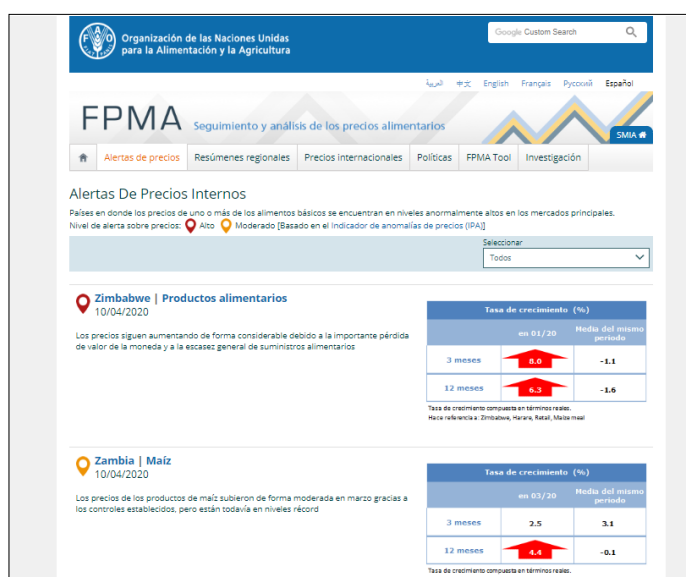 Organización de las Naciones Unidas
para la Alimentación y la Agricultura
Google Custom Search
العربية 中文 English Français Русский Español
FPMA Seguimiento y análisis de los precios alimentarios
SMIA
Alertas de precios Resúmenes regionales Precios internacionales Políticas FPMA Tool Investigación
Alertas De Precios Internos
Países en donde los precios de uno o más de los alimentos básicos se encuentran en niveles anormalmente altos en los mercados principales.
Nivel de alerta sobre precios: Alto Moderado [Basado en el Indicador de anomalías de precios (IPA)]
Seleccionar
Todos
Zimbabwe | Productos alimentarios
10/04/2020
Los precios siguen aumentando de forma considerable debido a la importante pérdida
de valor de la moneda y a la escasez general de suministros alimentarios
Tasa de crecimiento (%)
en 01/20 Media del mismo
periodo
3 meses 8.0 -1.1
12 meses 6.3 -1.6
Tasa de crecimiento compuesta en términos reales.
Hace referencia a: Zimbabwe, Harare, Retail, Maize meal
Zambia | Maíz
10/04/2020
Los precios de los productos de maíz subieron de forma moderada en marzo gracias a
los controles establecidos, pero están todavía en niveles récord
Tasa de crecimiento (%)
en 03/20 Media del mismo
periodo
3 meses 2.5 3.1
12 meses 4.4 -0.1
Tasa de crecimiento compuesta en términos reales.